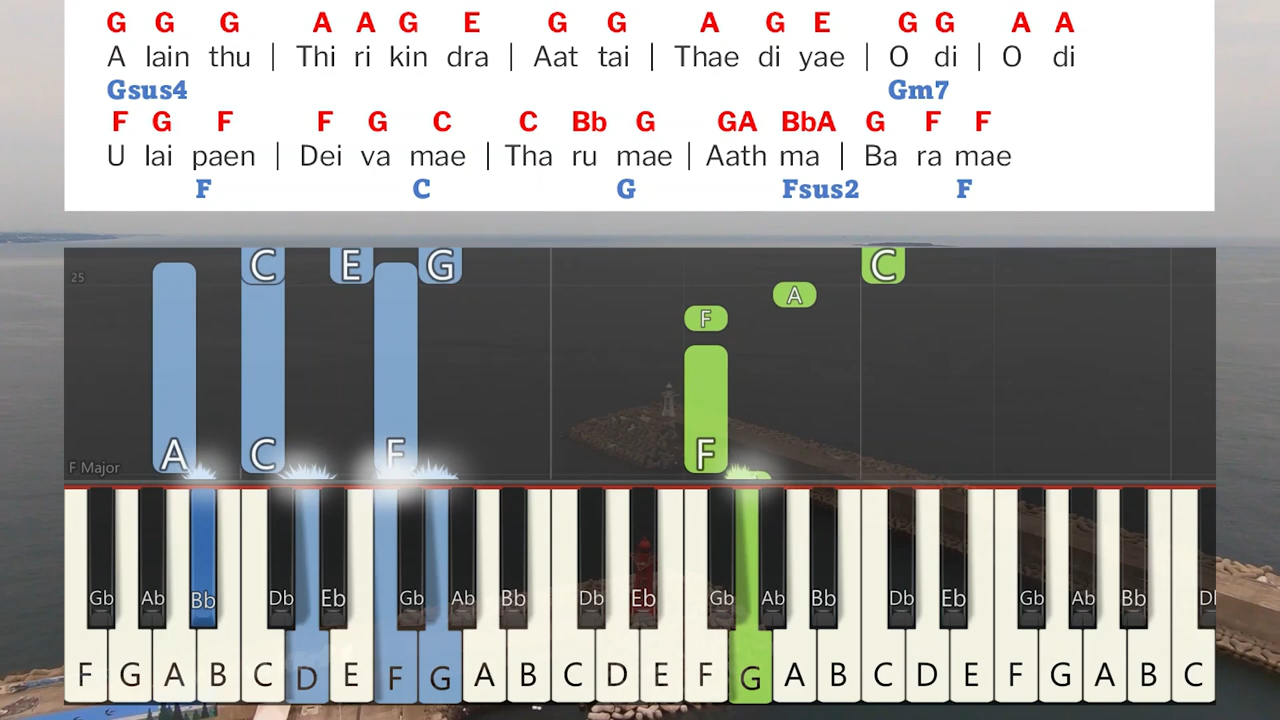 G G G A A G E G G A G E G G A A
A lain thu | Thi ri kin dra | Aat tai | Thae di yae | O di | O di
Gsus4 Gm7
F G F F G C C Bb G GA BbA G F F
U lai paen | Dei va mae | Tha ru mae | Aath ma | Ba ra mae
F C G Fsus2 F
25 C E G C
A
F
F Major A C F F
Gb Ab Bb Db Eb Gb Ab Bb Db Eb Gb Ab Bb Db Eb Gb Ab Bb D
F G A B C D E F G A B C D E F G A B C D E F G A B C